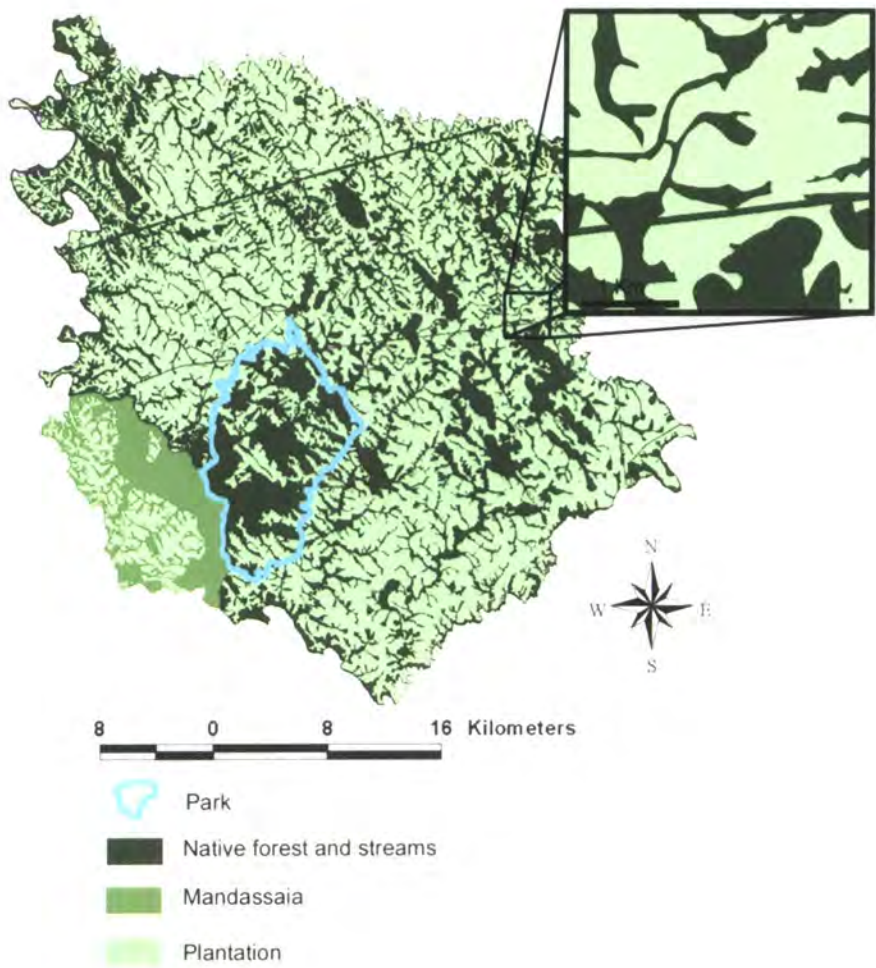 N
W E
S
8 0 8 16 Kilometers
Park
Native forest and streams
Mandassaia
Plantation